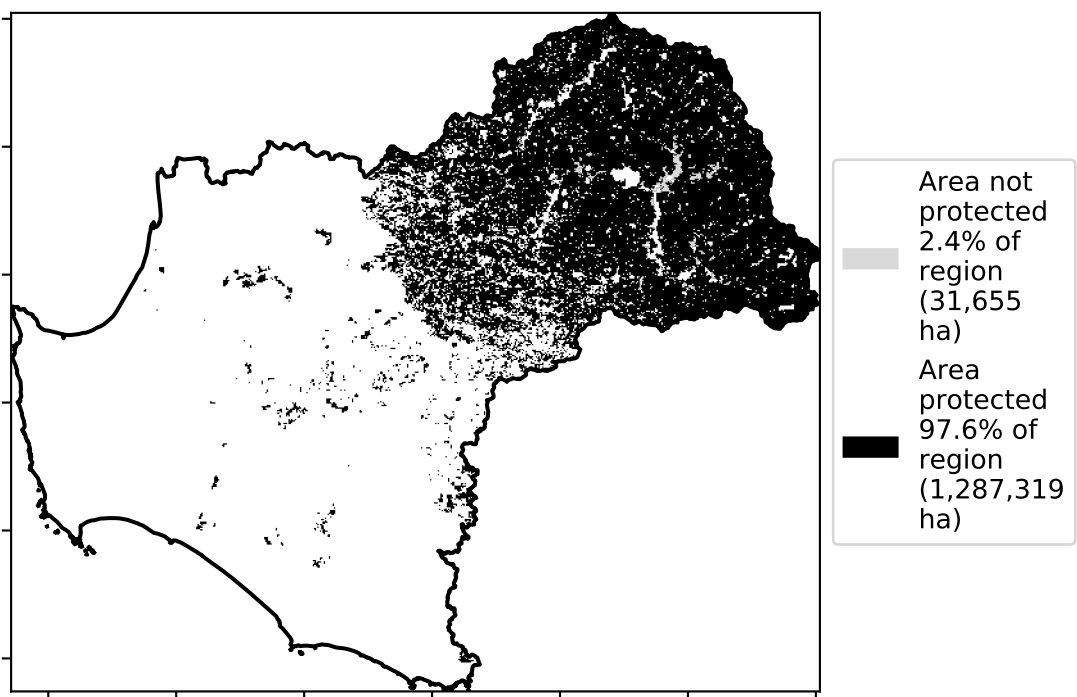 Area not
protected
2.4% of
region
(31,655
ha)
Area
protected
97.6% of
region
(1,287,319
ha)